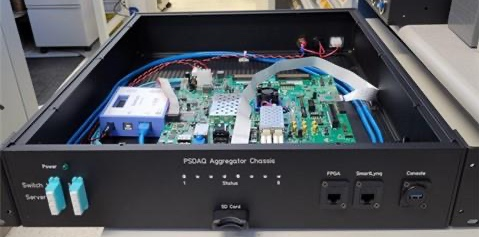 PSDAQ Aggregator Chassis
Power
Switch
Server
1 Status 8
SD Card
FPGA
SmartLynq
Console